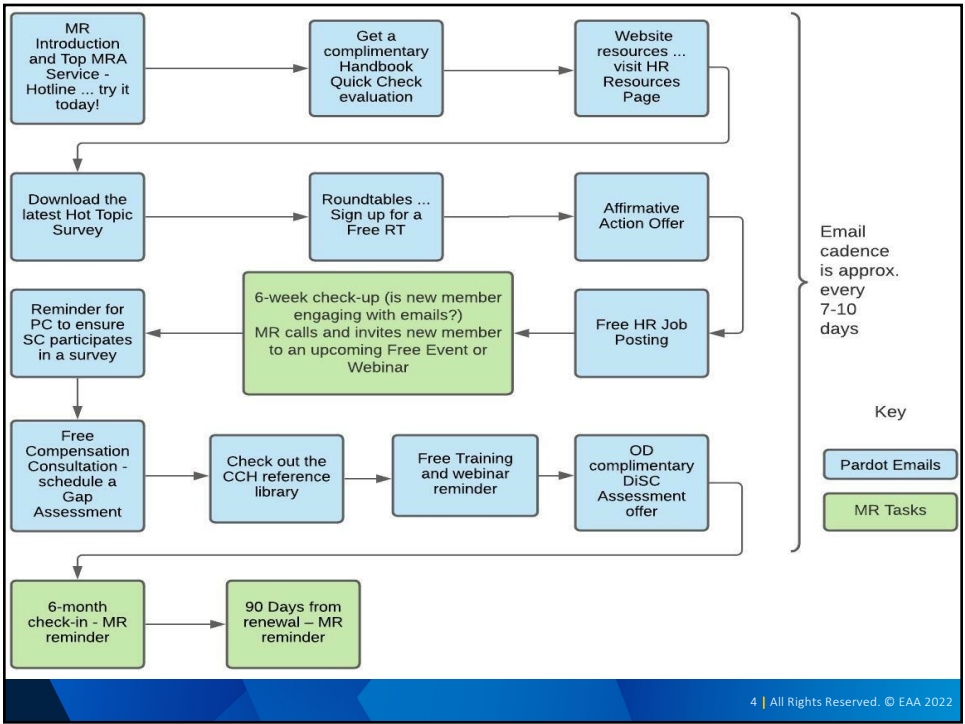 MR
Introduction
and Top MRA
Service -
Hotline ... try it
today!
Get a
complimentary
Handbook
Quick Check
evaluation
Website
resources ...
visit HR
Resources
Page
Download the
latest Hot Topic
Survey
Roundtables ...
Sign up for a
Free RT
Affirmative
Action Offer
Email
cadence
is approx.
every
7-10
days
Free HR Job
Posting
6-week check-up (is new member
engaging with emails?)
MR calls and invites new member
to an upcoming Free Event or
Webinar
Reminder for
PC to ensure
SC participates
in a survey
Free
Compensation
Consultation -
schedule a
Gap
Assessment
Check out the
CCH reference
library
Free Training
and webinar
reminder
OD
complimentary
DiSC
Assessment
offer
Key
Pardot Emails
MR Tasks
6-month
check-in - MR
reminder
90 Days from
renewal – MR
reminder
4 | All Rights Reserved. © EAA 2022